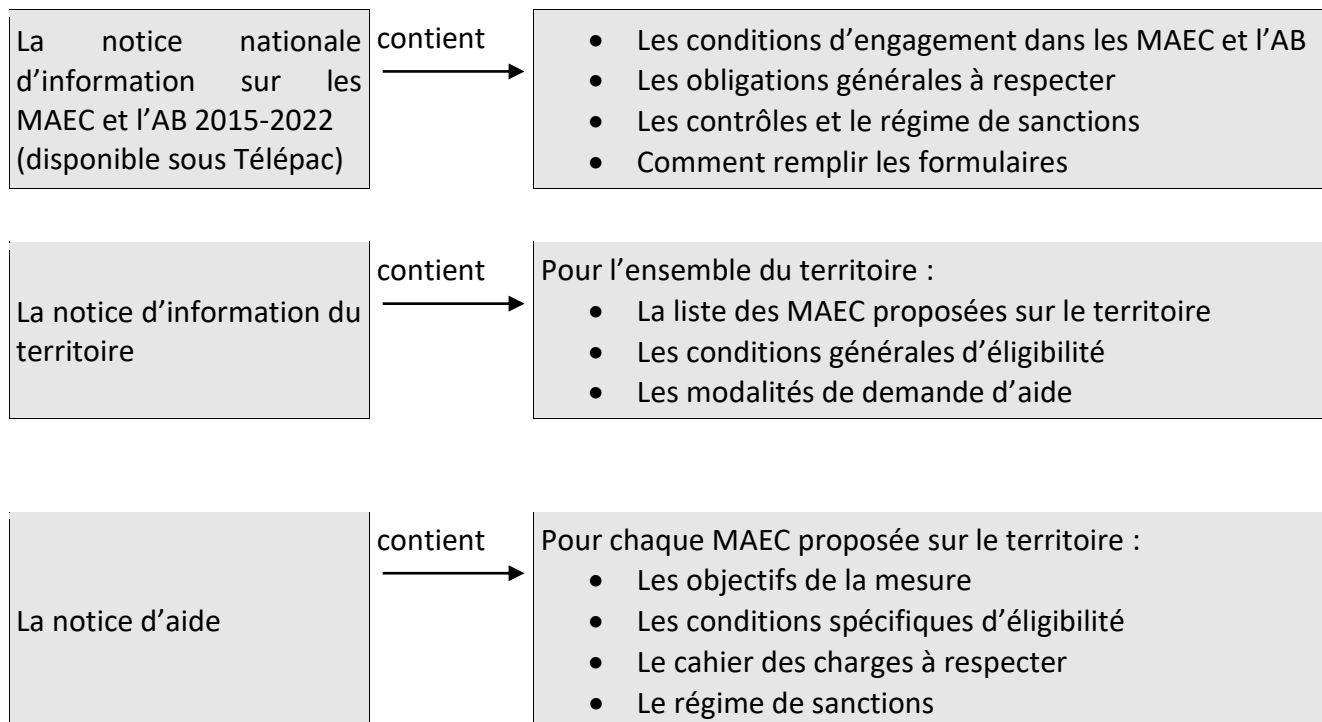 La notice nationale
d’information sur les
MAEC et l’AB 2015-2022
(disponible sous Télépac)
contient
• Les conditions d’engagement dans les MAEC et l’AB
• Les obligations générales à respecter
• Les contrôles et le régime de sanctions
• Comment remplir les formulaires
La notice d’information du
territoire
contient
Pour l’ensemble du territoire :
• La liste des MAEC proposées sur le territoire
• Les conditions générales d’éligibilité
• Les modalités de demande d’aide
La notice d’aide
contient
Pour chaque MAEC proposée sur le territoire :
• Les objectifs de la mesure
• Les conditions spécifiques d’éligibilité
• Le cahier des charges à respecter
• Le régime de sanctions